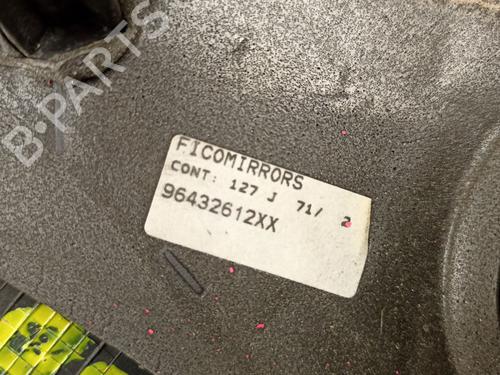 B-PARTS
FICOMIRRORS
CONT: 127 J 71/ 2
96432612XX